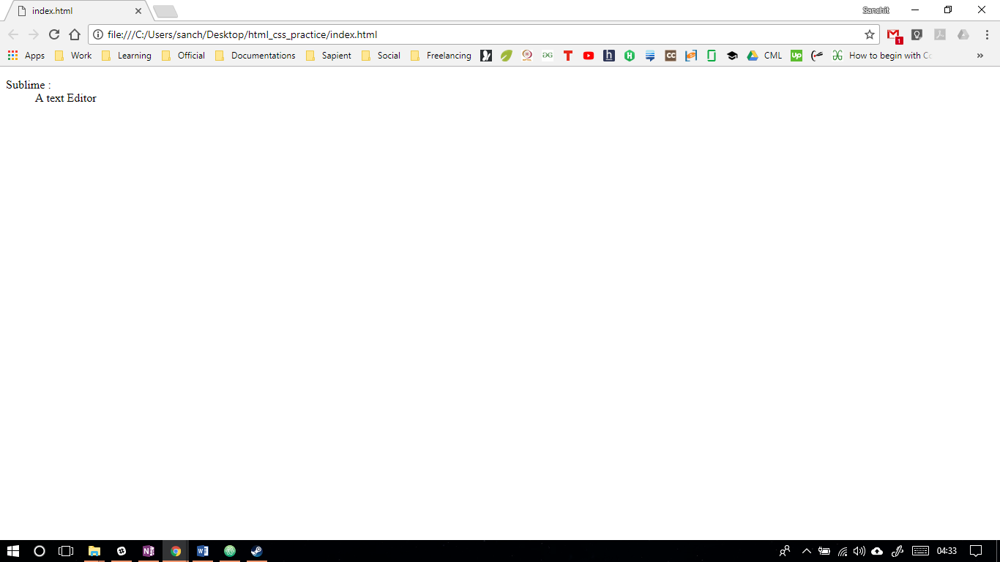 index.html
Sanchit
file:///C:/Users/sanch/Desktop/html_css_practice/index.html
1
Apps Work Learning Official Documentations Sapient Social Freelancing CML How to begin with
Sublime :
A text Editor
04:33